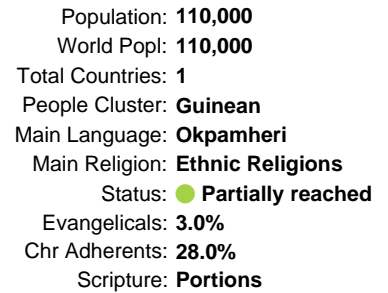 Population: 110,000
World Popl: 110,000
Total Countries: 1
People Cluster: Guinean
Main Language: Okpamheri
Main Religion: Ethnic Religions
Status: Partially reached
Evangelicals: 3.0%
Chr Adherents: 28.0%
Scripture: Portions